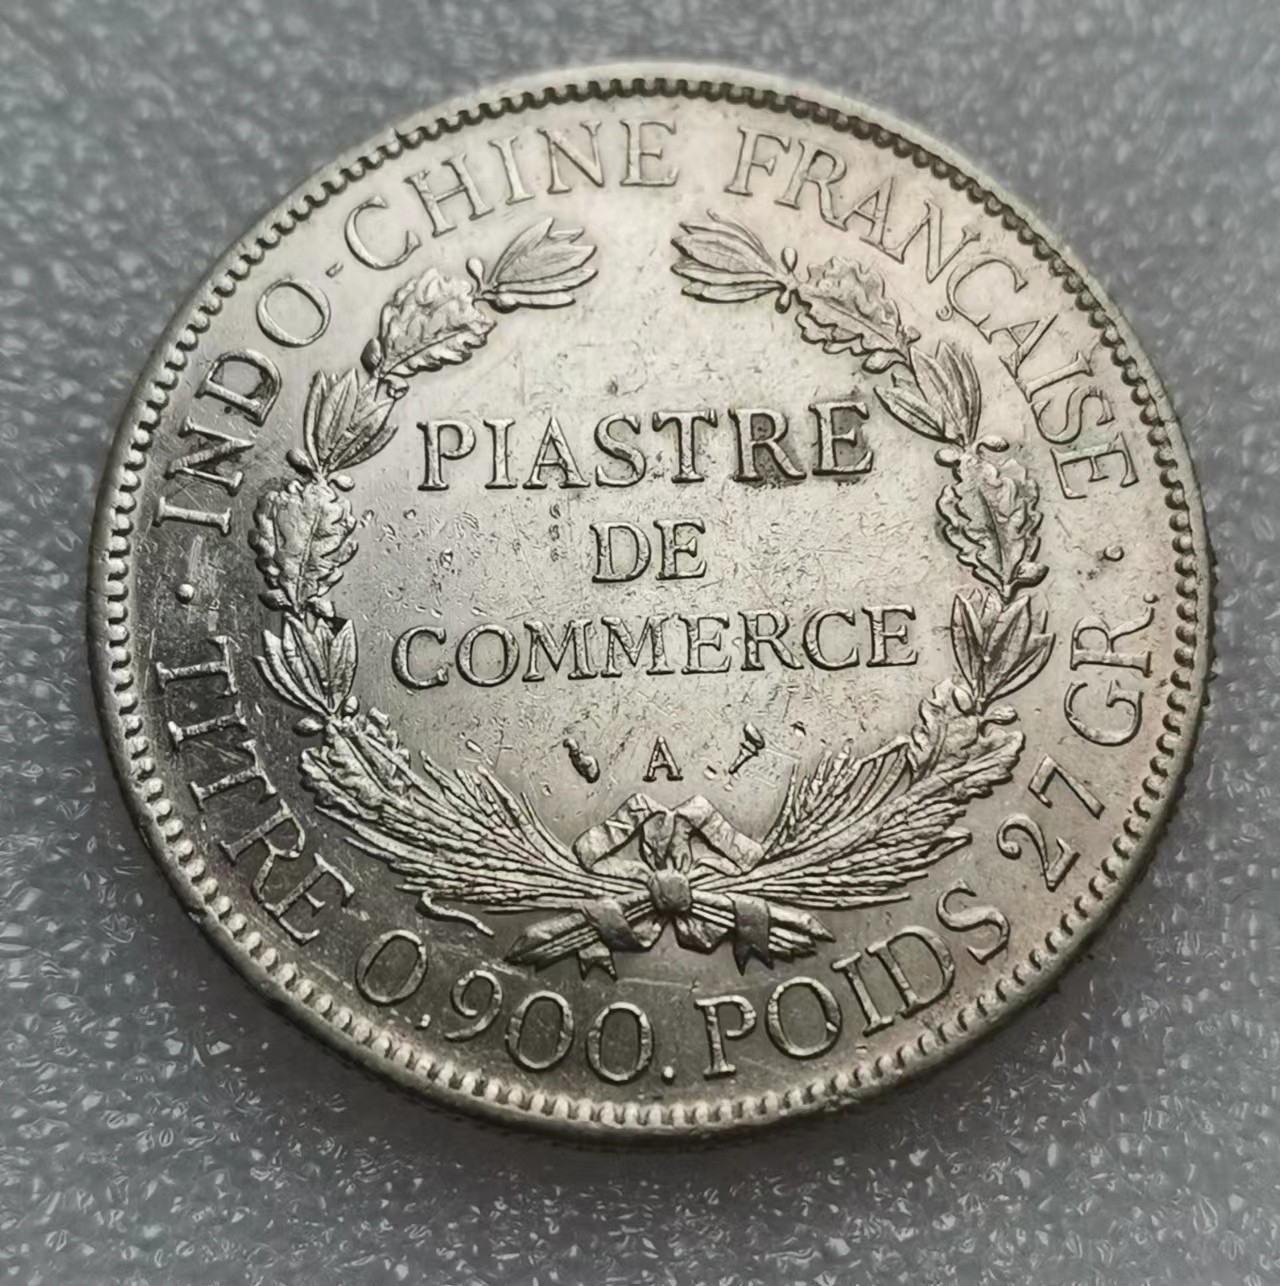 INDO-CHINE FRANÇAISE
PIASTRE
DE
COMMERCE
A
· TITRE 0.900. POIDS 27 GR. ·